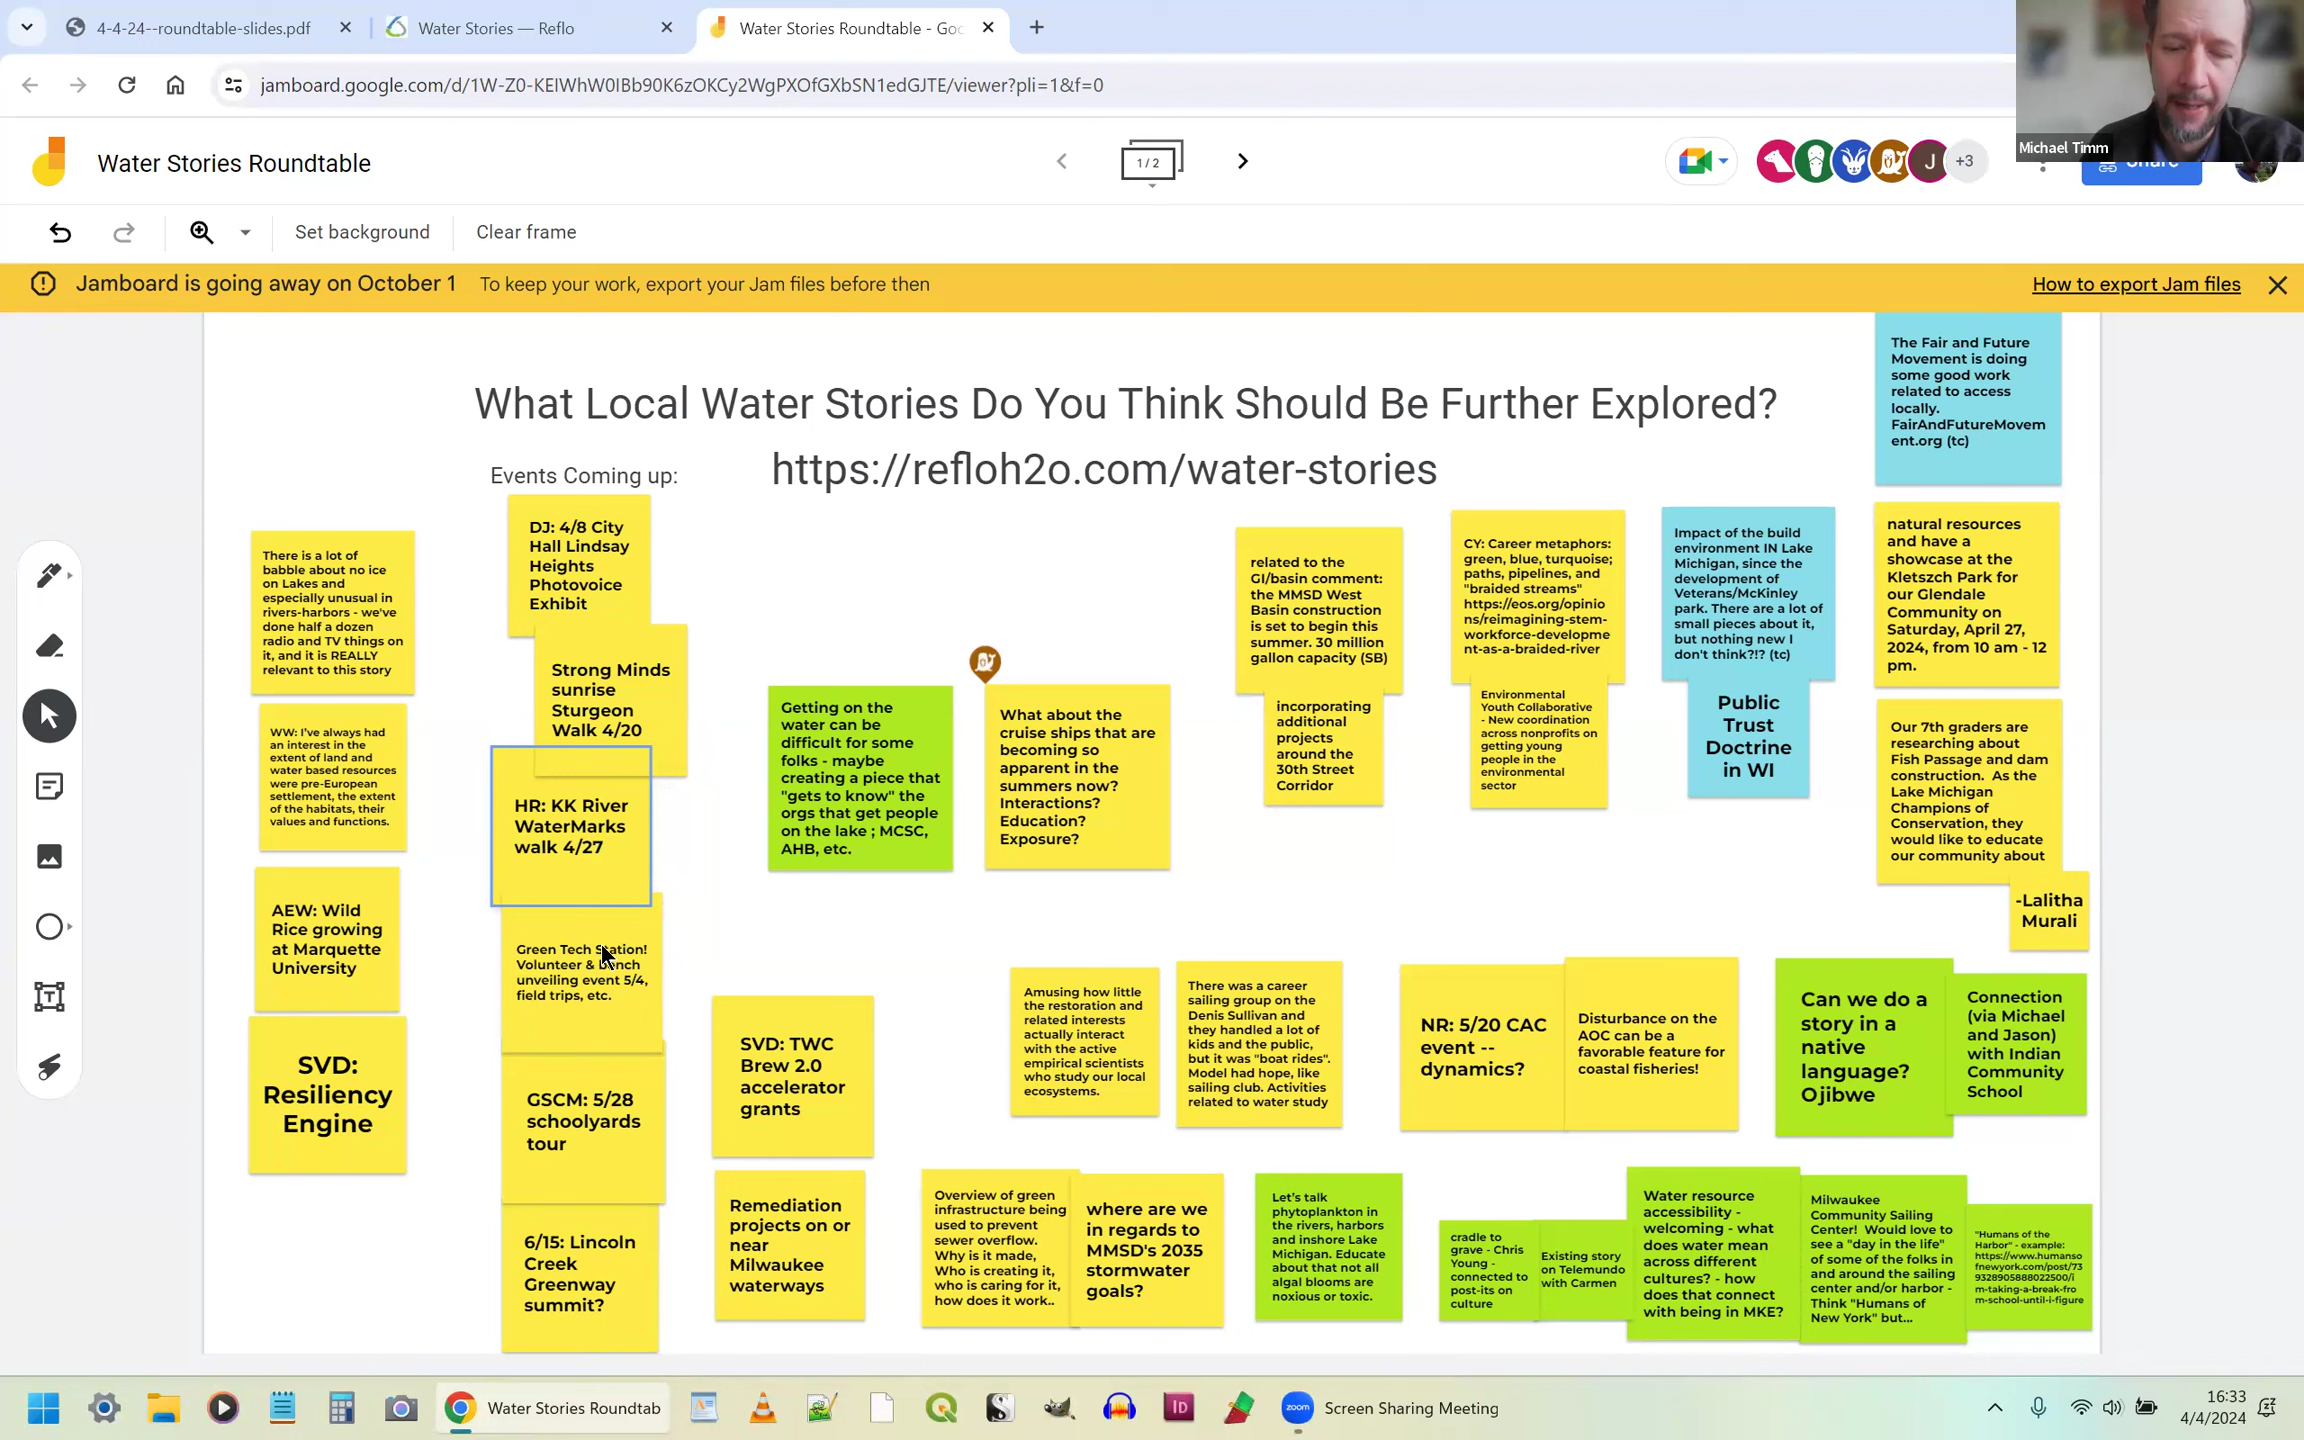 4-4-24--roundtable-slides.pdf
Water Stories — Reflo
Water Stories Roundtable - Goo
jamboard.google.com/d/1W-Z0-KEIWhW0IBb90K6zOKCy2WgPXOfGXbSN1edGJTE/viewer?pli=1&f=0
Michael Timm
Water Stories Roundtable
1 / 2
J
+3
Share
Set background
Clear frame
Jamboard is going away on October 1
To keep your work, export your Jam files before then
How to export Jam files
What Local Water Stories Do You Think Should Be Further Explored?
https://refloh2o.com/water-stories
Events Coming up:
The Fair and Future
Movement is doing
some good work
related to access
locally.
FairAndFutureMovem
ent.org (tc)
There is a lot of
babble about no ice
on Lakes and
especially unusual in
rivers-harbors - we've
done half a dozen
radio and TV things on
it, and it is REALLY
relevant to this story
WW: I've always had
an interest in the
extent of land and
water based resources
were pre-European
settlement, the extent
of the habitats, their
values and functions.
AEW: Wild
Rice growing
at Marquette
University
SVD:
Resiliency
Engine
DJ: 4/8 City
Hall Lindsay
Heights
Photovoice
Exhibit
Strong Minds
sunrise
Sturgeon
Walk 4/20
HR: KK River
WaterMarks
walk 4/27
Green Tech Station!
Volunteer & bench
unveiling event 5/4,
field trips, etc.
GSCM: 5/28
schoolyards
tour
6/15: Lincoln
Creek
Greenway
summit?
SVD: TWC
Brew 2.0
accelerator
grants
Remediation
projects on or
near
Milwaukee
waterways
Getting on the
water can be
difficult for some
folks - maybe
creating a piece that
"gets to know" the
orgs that get people
on the lake ; MCSC,
AHB, etc.
What about the
cruise ships that are
becoming so
apparent in the
summers now?
Interactions?
Education?
Exposure?
related to the
GI/basin comment:
the MMSD West
Basin construction
is set to begin this
summer. 30 million
gallon capacity (SB)
incorporating
additional
projects
around the
30th Street
Corridor
CY: Career metaphors:
green, blue, turquoise;
paths, pipelines, and
"braided streams"
https://eos.org/opinio
ns/reimagining-stem-
workforce-developme
nt-as-a-braided-river
Environmental
Youth Collaborative
- New coordination
across nonprofits on
getting young
people in the
environmental
sector
Impact of the build
environment IN Lake
Michigan, since the
development of
Veterans/McKinley
park. There are a lot of
small pieces about it,
but nothing new I
don't think?!? (tc)
Public
Trust
Doctrine
in WI
natural resources
and have a
showcase at the
Kletszch Park for
our Glendale
Community on
Saturday, April 27,
2024, from 10 am - 12
pm.
Our 7th graders are
researching about
Fish Passage and dam
construction. As the
Lake Michigan
Champions of
Conservation, they
would like to educate
our community about
-Lalitha
Murali
Amusing how little
the restoration and
related interests
actually interact
with the active
empirical scientists
who study our local
ecosystems.
There was a career
sailing group on the
Denis Sullivan and
they handled a lot of
kids and the public,
but it was "boat rides".
Model had hope, like
sailing club. Activities
related to water study
NR: 5/20 CAC
event --
dynamics?
Disturbance on the
AOC can be a
favorable feature for
coastal fisheries!
Can we do a
story in a
native
language?
Ojibwe
Connection
(via Michael
and Jason)
with Indian
Community
School
Overview of green
infrastructure being
used to prevent
sewer overflow.
Why is it made,
Who is creating it,
who is caring for it,
how does it work..
where are we
in regards to
MMSD's 2035
stormwater
goals?
Let's talk
phytoplankton in
the rivers, harbors
and inshore Lake
Michigan. Educate
about that not all
algal blooms are
noxious or toxic.
cradle to
grave - Chris
Young -
connected to
post-its on
culture
Existing story
on Telemundo
with Carmen
Water resource
accessibility -
welcoming - what
does water mean
across different
cultures? - how
does that connect
with being in MKE?
Milwaukee
Community Sailing
Center! Would love to
see a "day in the life"
of some of the folks in
and around the sailing
center and/or harbor -
Think "Humans of
New York" but...
"Humans of the
Harbor" - example:
https://www.humanso
fnewyork.com/post/73
9328905888022500/i
m-taking-a-break-fro
m-school-until-i-figure
Water Stories Roundtab
Id
zoom
Screen Sharing Meeting
16:33
4/4/2024